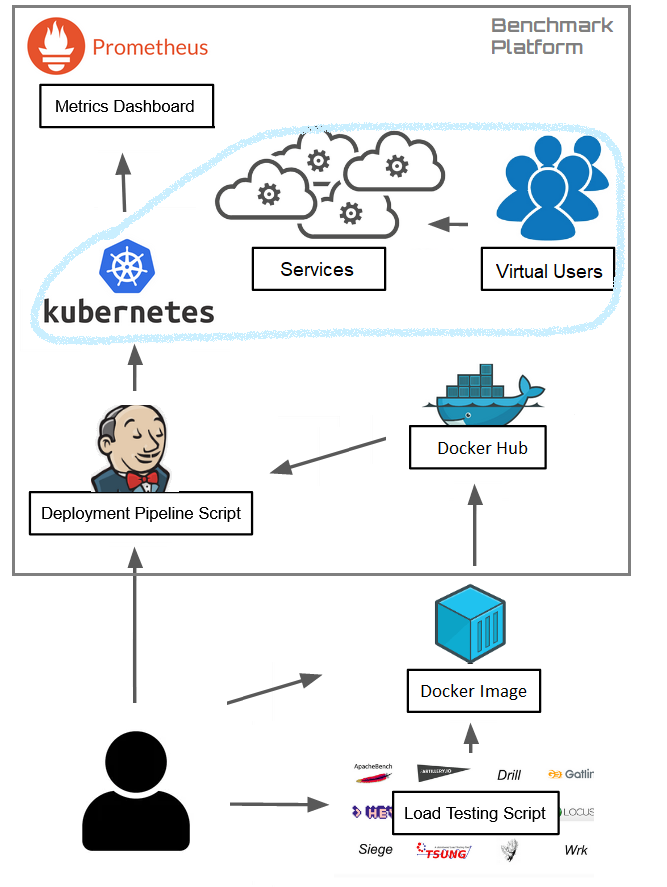 Benchmark
Platform
Prometheus
Metrics Dashboard
Services
Virtual Users
kubernetes
Docker Hub
Deployment Pipeline Script
Docker Image
ApacheBench
ARTILLERY.IO
Drill
Gatlin
HEY
Load Testing Script
LOCUS
Siege
TSUNG
Wrk